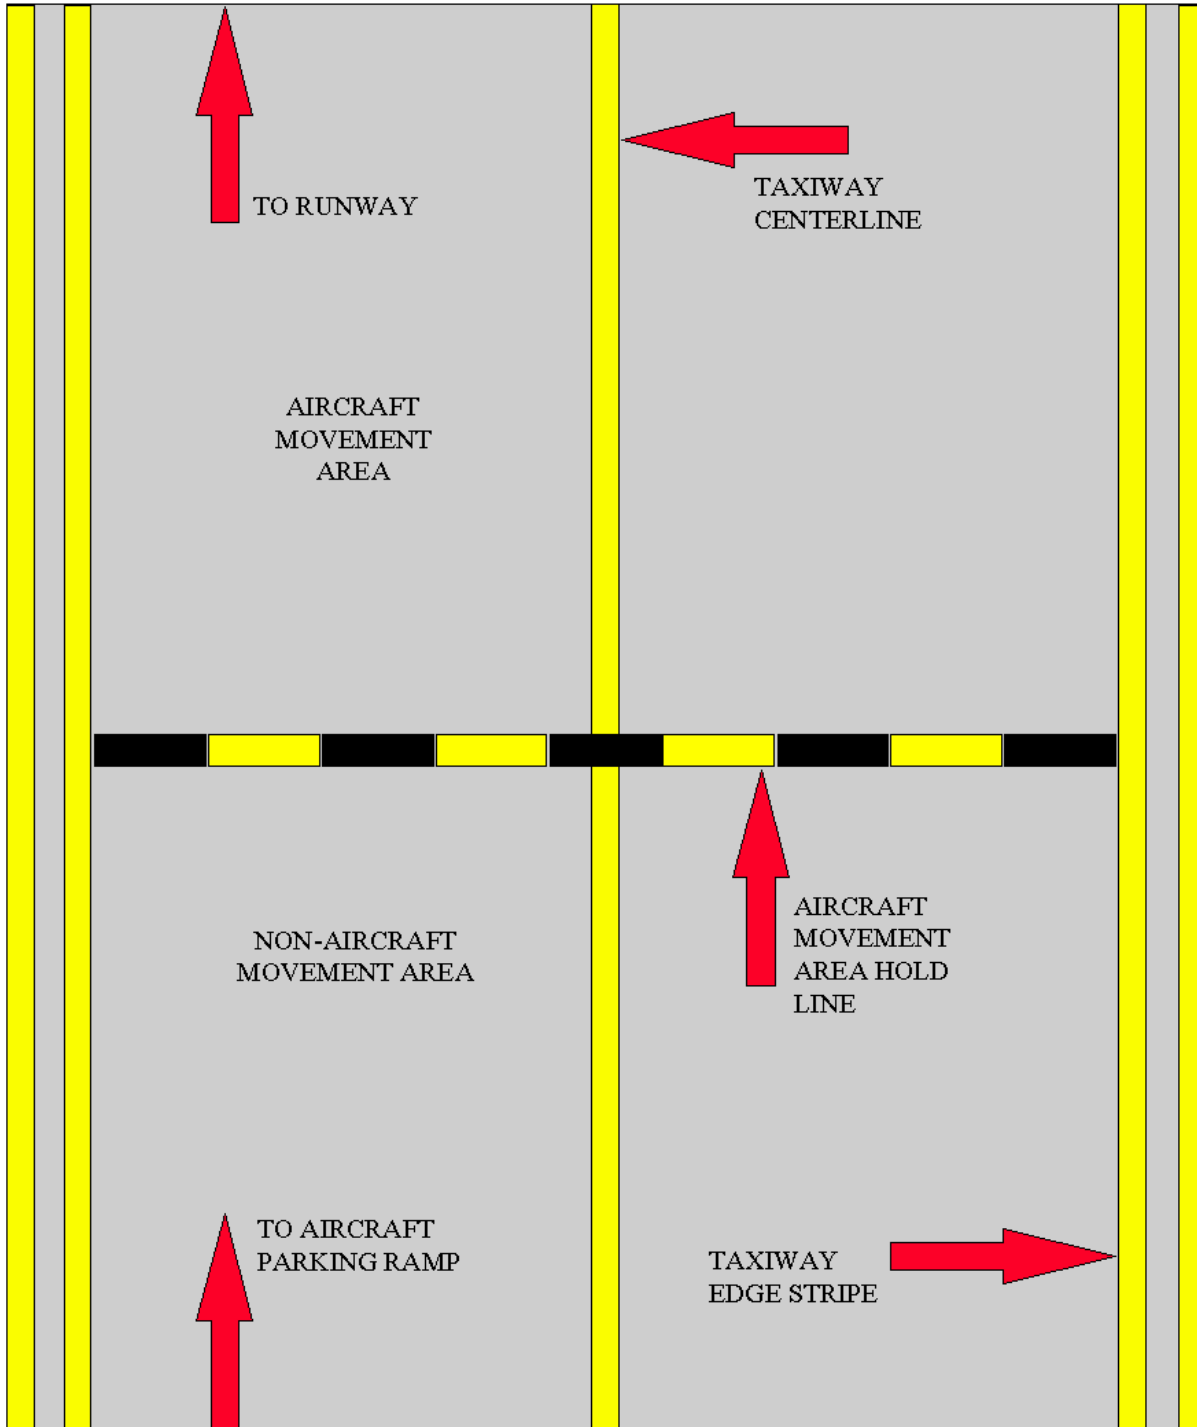 TO RUNWAY
TAXIWAY
CENTERLINE
AIRCRAFT
MOVEMENT
AREA
AIRCRAFT
MOVEMENT
AREA HOLD
LINE
NON-AIRCRAFT
MOVEMENT AREA
TO AIRCRAFT
PARKING RAMP
TAXIWAY
EDGE STRIPE